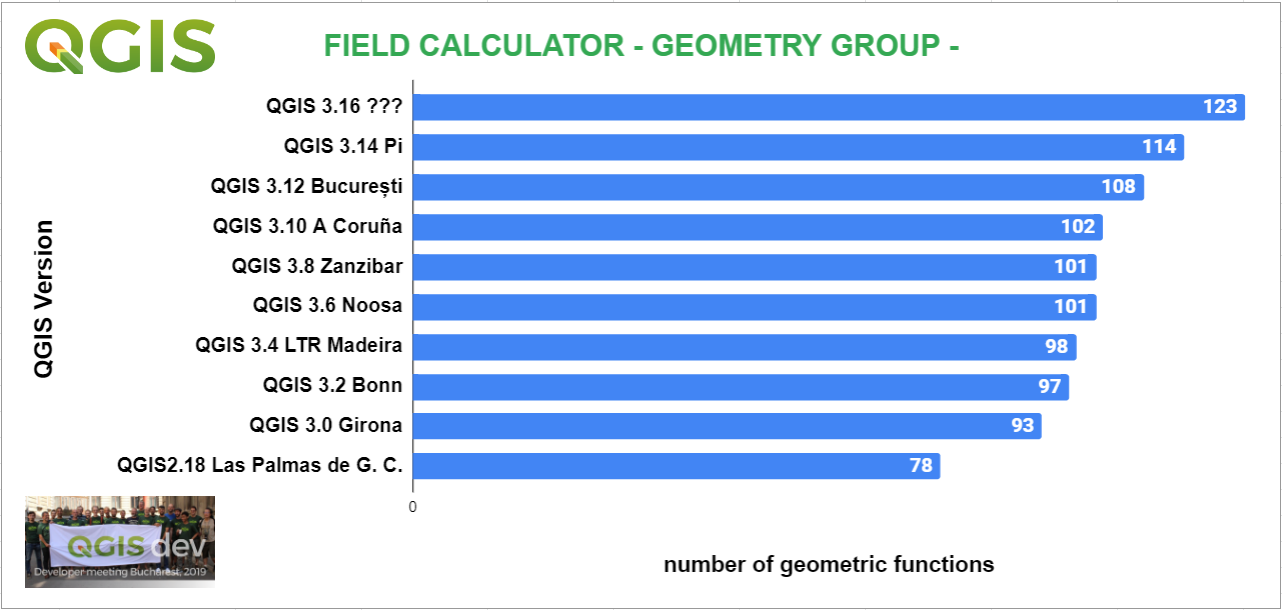 QGIS
FIELD CALCULATOR - GEOMETRY GROUP -
QGIS Version
QGIS 3.16 ???
123
QGIS 3.14 Pi
114
QGIS 3.12 București
108
QGIS 3.10 A Coruña
102
QGIS 3.8 Zanzibar
101
QGIS 3.6 Noosa
101
QGIS 3.4 LTR Madeira
98
QGIS 3.2 Bonn
97
QGIS 3.0 Girona
93
QGIS2.18 Las Palmas de G. C.
78
0
number of geometric functions
QGIS dev
Developer meeting Bucharest, 2019